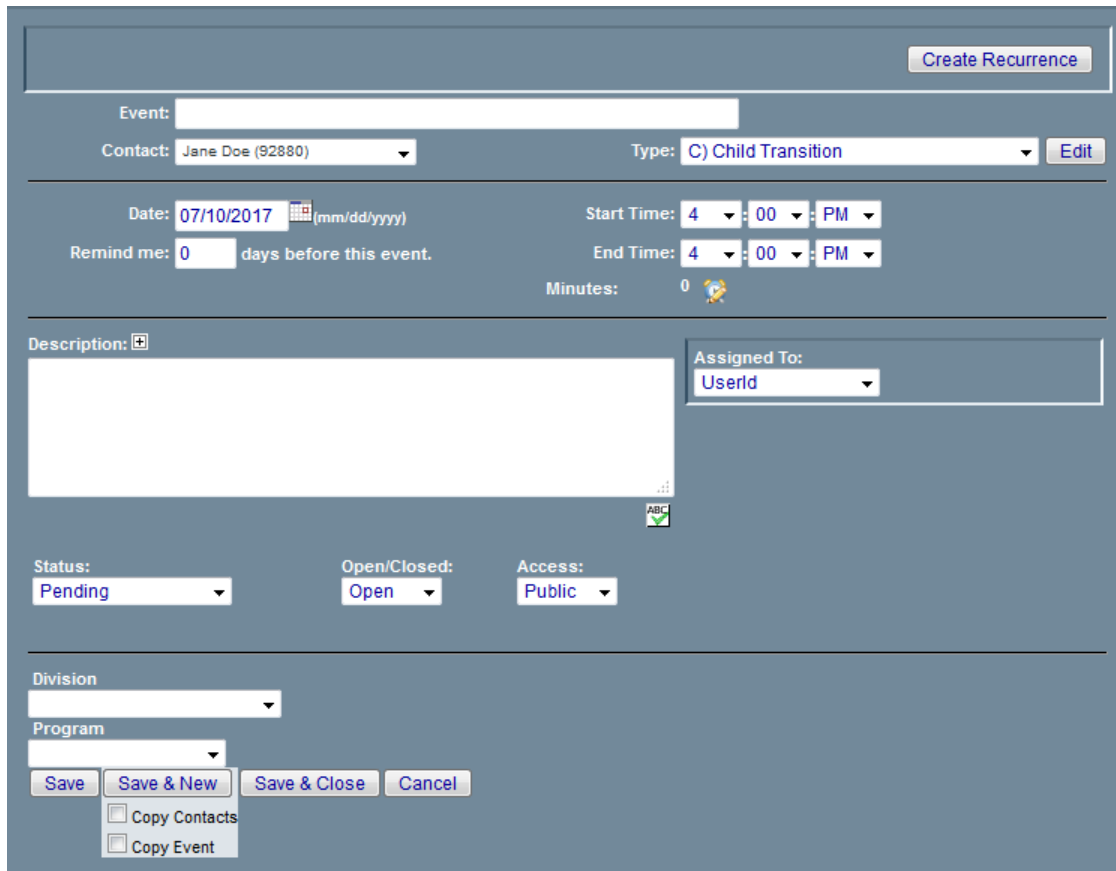 Create Recurrence
Event:
Contact: Jane Doe (92880) Type: C) Child Transition Edit
Date: 07/10/2017 (mm/dd/yyyy) Start Time: 4 : 00 : PM
Remind me: 0 days before this event. End Time: 4 : 00 : PM
Minutes: 0
Description:
Assigned To:
UserId
ABC
Status: Open/Closed: Access:
Pending Open Public
Division
Program
Save Save & New Save & Close Cancel
Copy Contacts
Copy Event